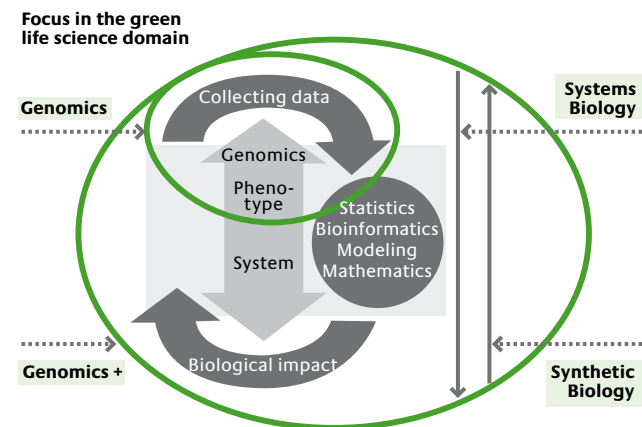 Focus in the green
life science domain
Collecting data
Genomics
Systems
Biology
Genomics
Pheno-
type
Statistics
Bioinformatics
Modeling
Mathematics
System
Biological impact
Genomics +
Synthetic
Biology